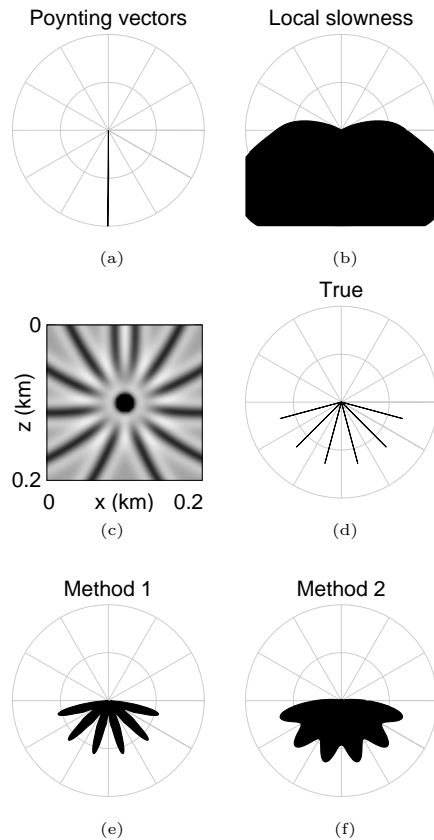 Poynting vectors
Local slowness
(a)
(b)
True
0
z (km)
0.2
0
x (km)
0.2
(c)
(d)
Method 1
Method 2
(e)
(f)